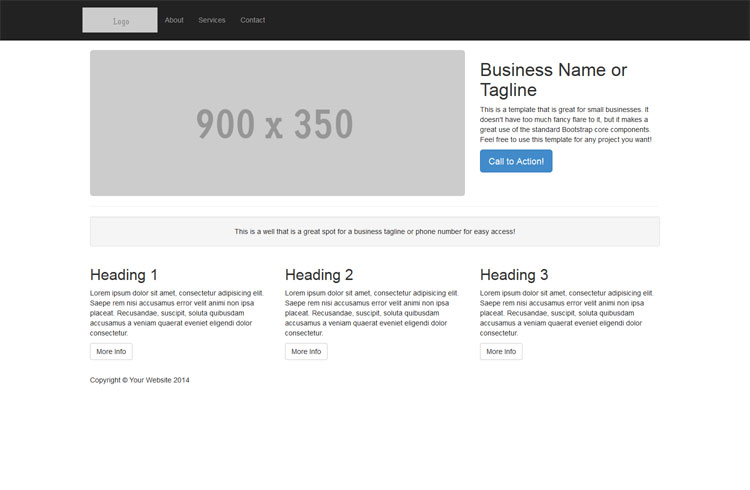 Logo
About Services Contact
900 x 350
Business Name or
Tagline
This is a template that is great for small businesses. It
doesn't have too much fancy flare to it, but it makes a
great use of the standard Bootstrap core components.
Feel free to use this template for any project you want!
Call to Action!
This is a well that is a great spot for a business tagline or phone number for easy access!
Heading 1
Lorem ipsum dolor sit amet, consectetur adipisicing elit.
Saepe rem nisi accusamus error velit animi non ipsa
placeat. Recusandae, suscipit, soluta quibusdam
accusamus a veniam quaerat eveniet eligendi dolor
consectetur.
More Info
Heading 2
Lorem ipsum dolor sit amet, consectetur adipisicing elit.
Saepe rem nisi accusamus error velit animi non ipsa
placeat. Recusandae, suscipit, soluta quibusdam
accusamus a veniam quaerat eveniet eligendi dolor
consectetur.
More Info
Heading 3
Lorem ipsum dolor sit amet, consectetur adipisicing elit.
Saepe rem nisi accusamus error velit animi non ipsa
placeat. Recusandae, suscipit, soluta quibusdam
accusamus a veniam quaerat eveniet eligendi dolor
consectetur.
More Info
Copyright © Your Website 2014